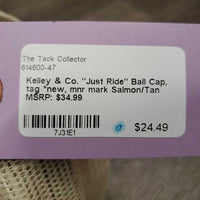 The Tack Collector
614600-47
Kelley & Co. "Just Ride" Ball Cap,
tag *new, mnr mark Salmon/Tan
MSRP: $34.99
7J31E1
$24.49